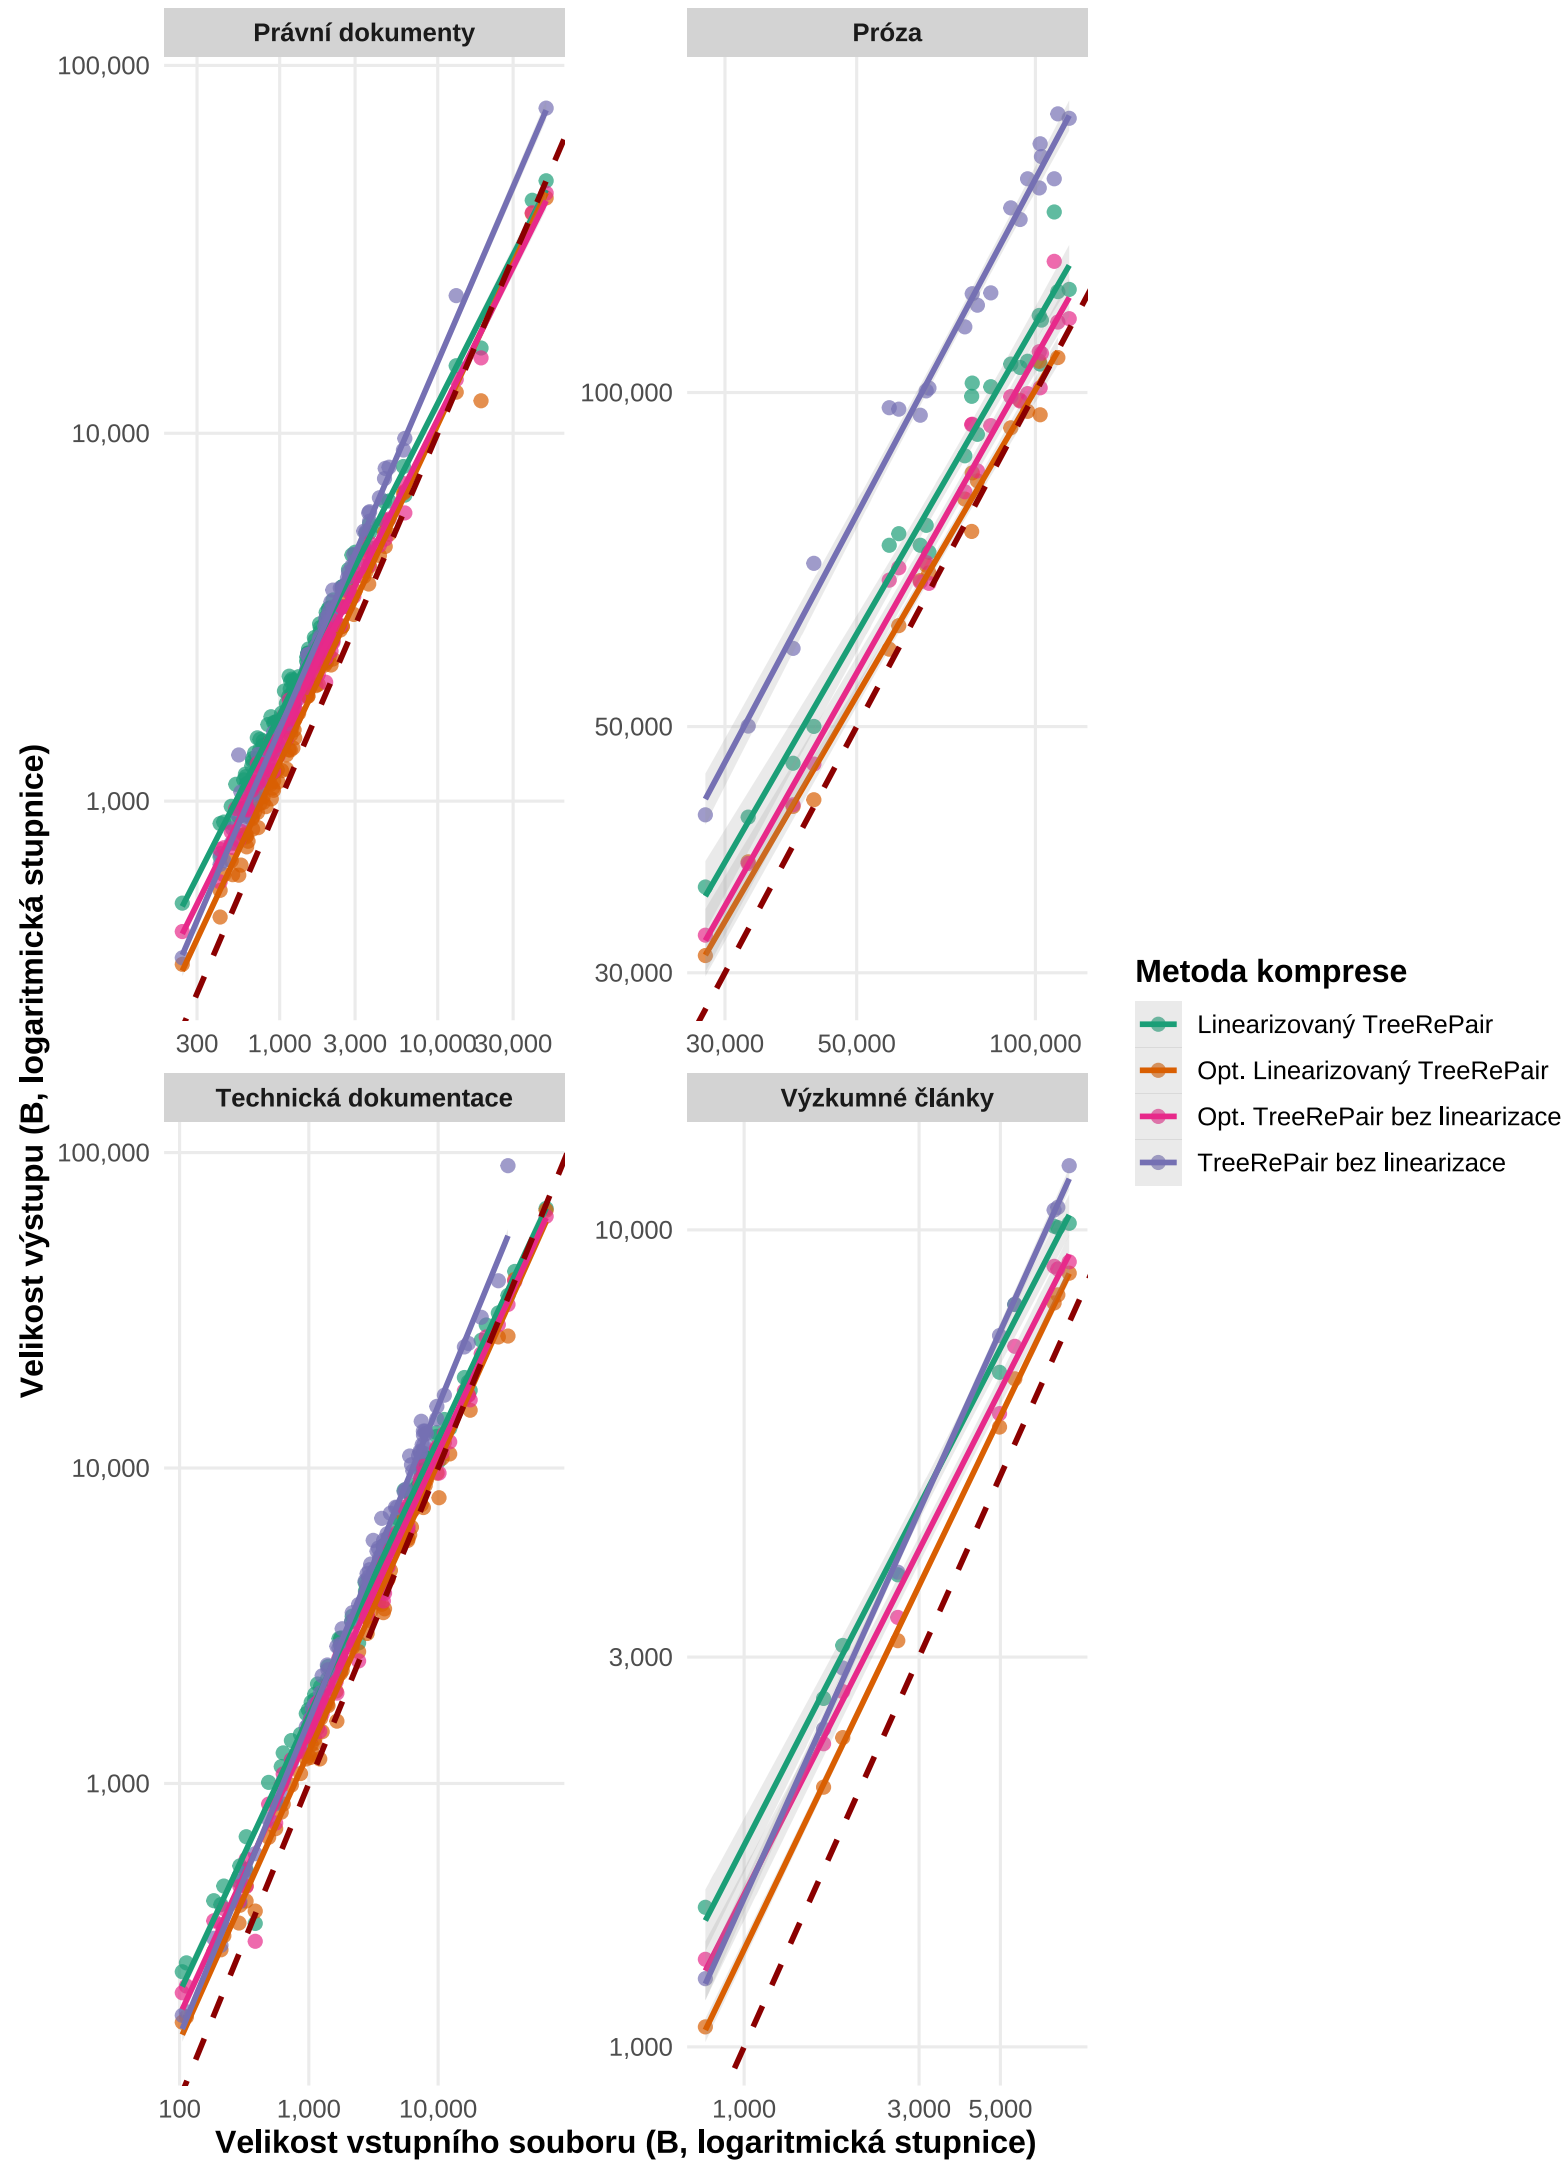 Právní dokumenty
Próza
100,000
10,000
1,000
300 1,000 3,000 10,000 30,000
100,000
50,000
30,000
30,000 50,000 100,000
Technická dokumentace
Výzkumné články
100,000
10,000
1,000
100 1,000 10,000
10,000
3,000
1,000
1,000 3,000 5,000
Velikost výstupu (B, logaritmická stupnice)
Velikost vstupního souboru (B, logaritmická stupnice)
Metoda komprese
Linearizovaný TreeRePair
Opt. Linearizovaný TreeRePair
Opt. TreeRePair bez linearizace
TreeRePair bez linearizace